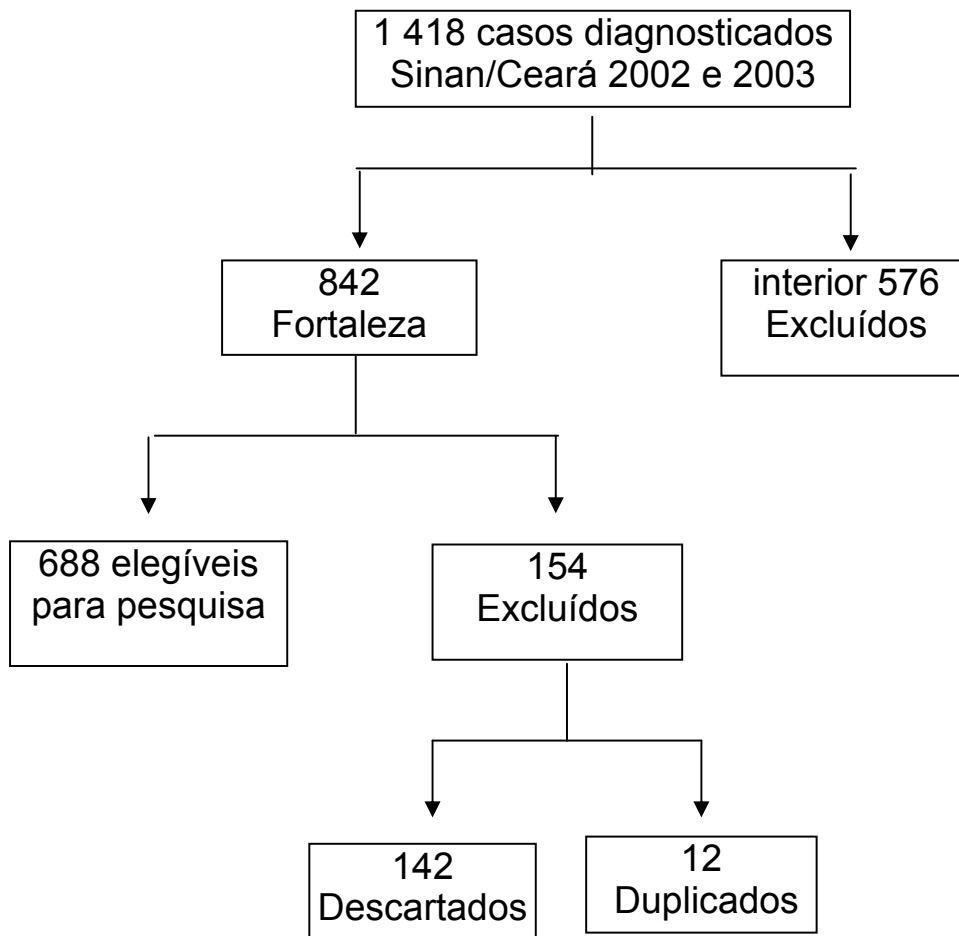 1 418 casos diagnosticados
Sinan/Ceará 2002 e 2003
842
Fortaleza
interior 576
Excluídos
688 elegíveis
para pesquisa
154
Excluídos
142
Descartados
12
Duplicados